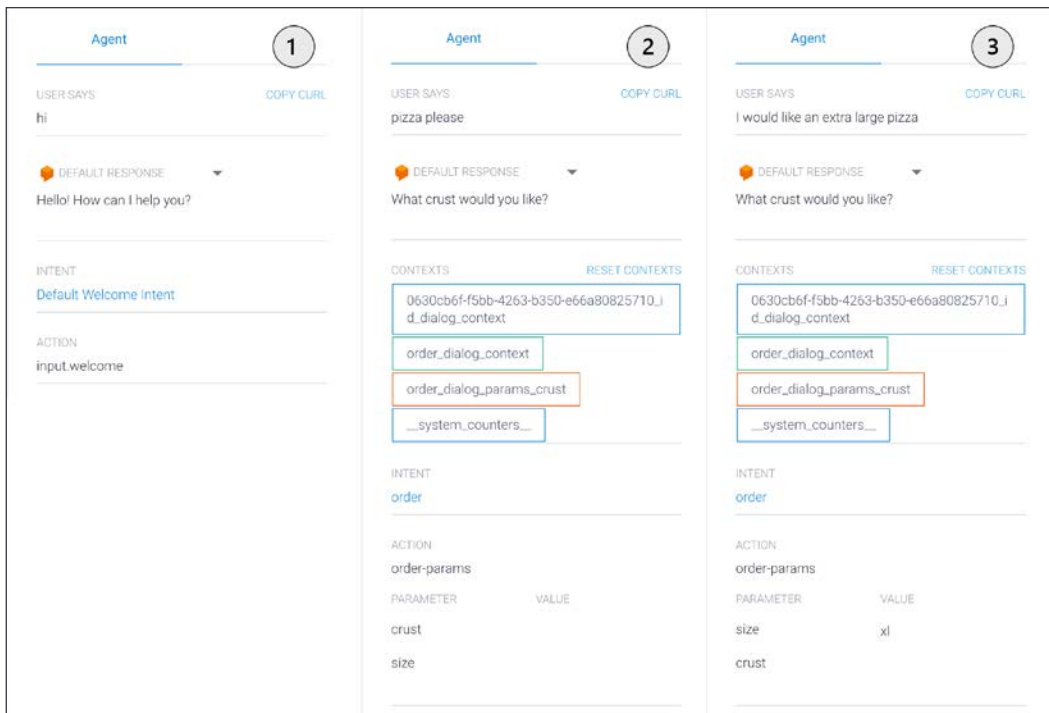 Agent
1
USER SAYS COPY CURL
hi
DEFAULT RESPONSE
Hello! How can I help you?
INTENT
Default Welcome Intent
ACTION
input.welcome
Agent
2
USER SAYS COPY CURL
pizza please
DEFAULT RESPONSE
What crust would you like?
CONTEXTS RESET CONTEXTS
0630cb6f-f5bb-4263-b350-e66a80825710_i
d_dialog_context
order_dialog_context
order_dialog_params_crust
__system_counters__
INTENT
order
ACTION
order-params
PARAMETER VALUE
crust
size
Agent
3
USER SAYS COPY CURL
I would like an extra large pizza
DEFAULT RESPONSE
What crust would you like?
CONTEXTS RESET CONTEXTS
0630cb6f-f5bb-4263-b350-e66a80825710_i
d_dialog_context
order_dialog_context
order_dialog_params_crust
__system_counters__
INTENT
order
ACTION
order-params
PARAMETER VALUE
size xl
crust